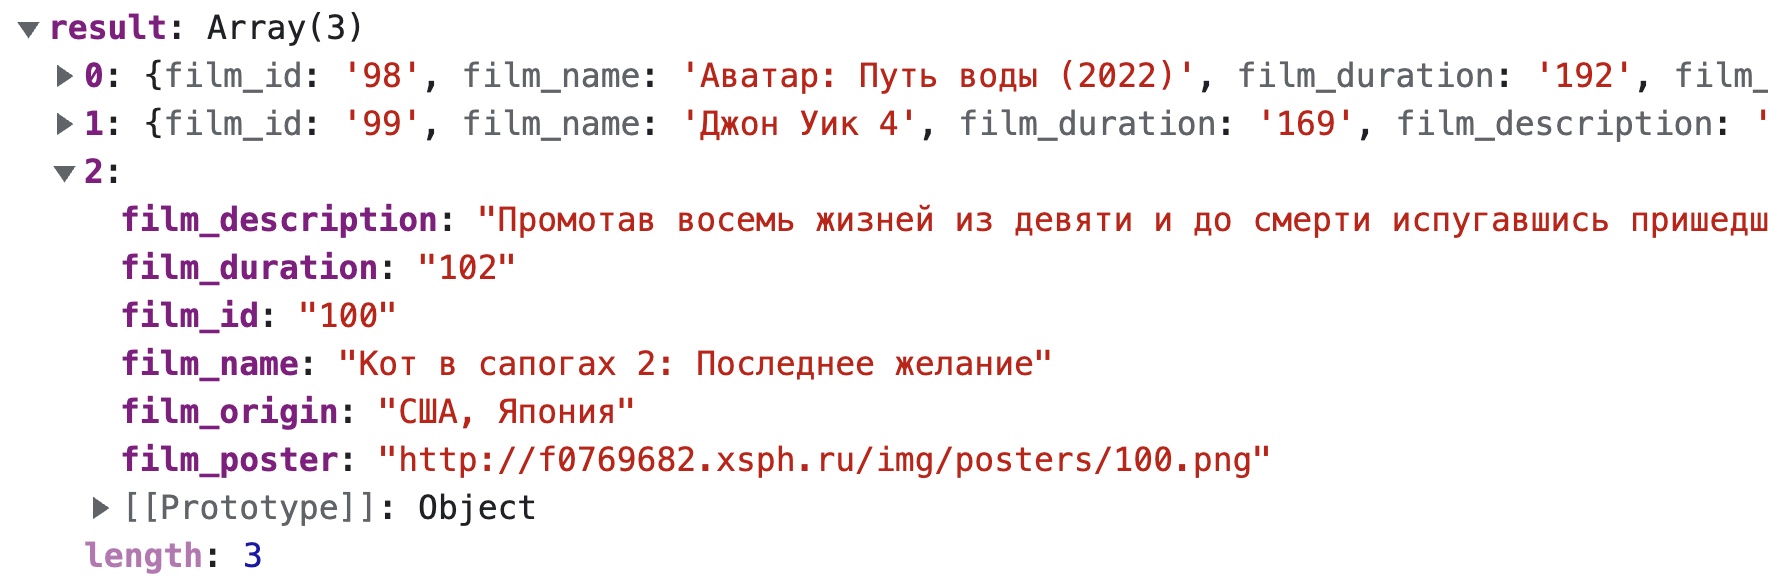 result: Array(3)
0: {film_id: '98', film_name: 'Аватар: Путь воды (2022)', film_duration: '192', film_
1: {film_id: '99', film_name: 'Джон Уик 4', film_duration: '169', film_description: '
2:
film_description: "Промотав восемь жизней из девяти и до смерти испугавшись пришедш
film_duration: "102"
film_id: "100"
film_name: "Кот в сапогах 2: Последнее желание"
film_origin: "США, Япония"
film_poster: "http://f0769682.xsph.ru/img/posters/100.png"
[[Prototype]]: Object
length: 3